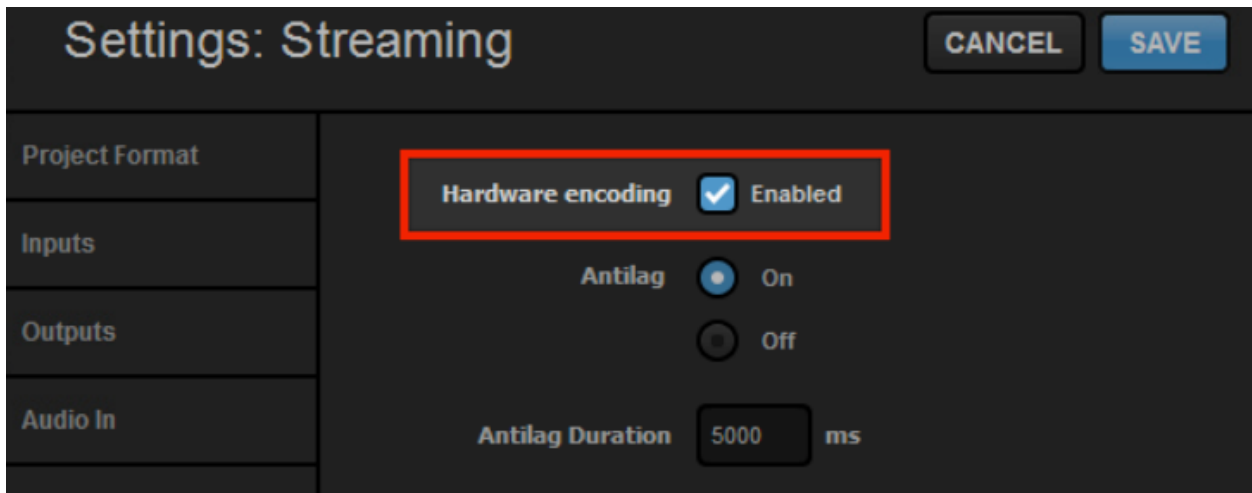 Settings: Streaming
CANCEL
SAVE
Project Format
Inputs
Outputs
Audio In
Hardware encoding Enabled
Antilag On
Off
Antilag Duration 5000 ms